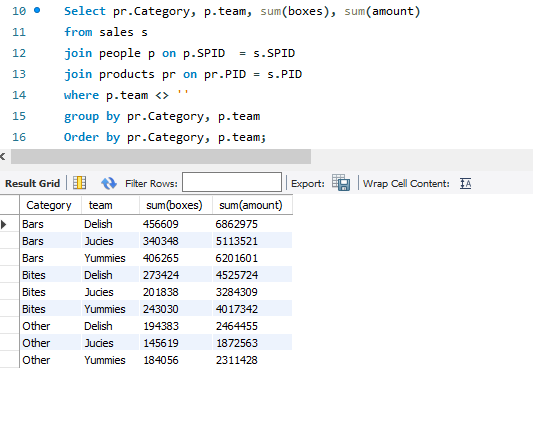 10 Select pr.Category, p.team, sum(boxes), sum(amount)
11 from sales s
12 join people p on p.SPID  = s.SPID
13 join products pr on pr.PID = s.PID
14 where p.team <> ''
15 group by pr.Category, p.team
16 Order by pr.Category, p.team;
Result Grid Filter Rows: Export: Wrap Cell Content: IA
Category team sum(boxes) sum(amount)
Bars Delish 456609 6862975
Bars Jucies 340348 5113521
Bars Yummies 406265 6201601
Bites Delish 273424 4525724
Bites Jucies 201838 3284309
Bites Yummies 243030 4017342
Other Delish 194383 2464455
Other Jucies 145619 1872563
Other Yummies 184056 2311428